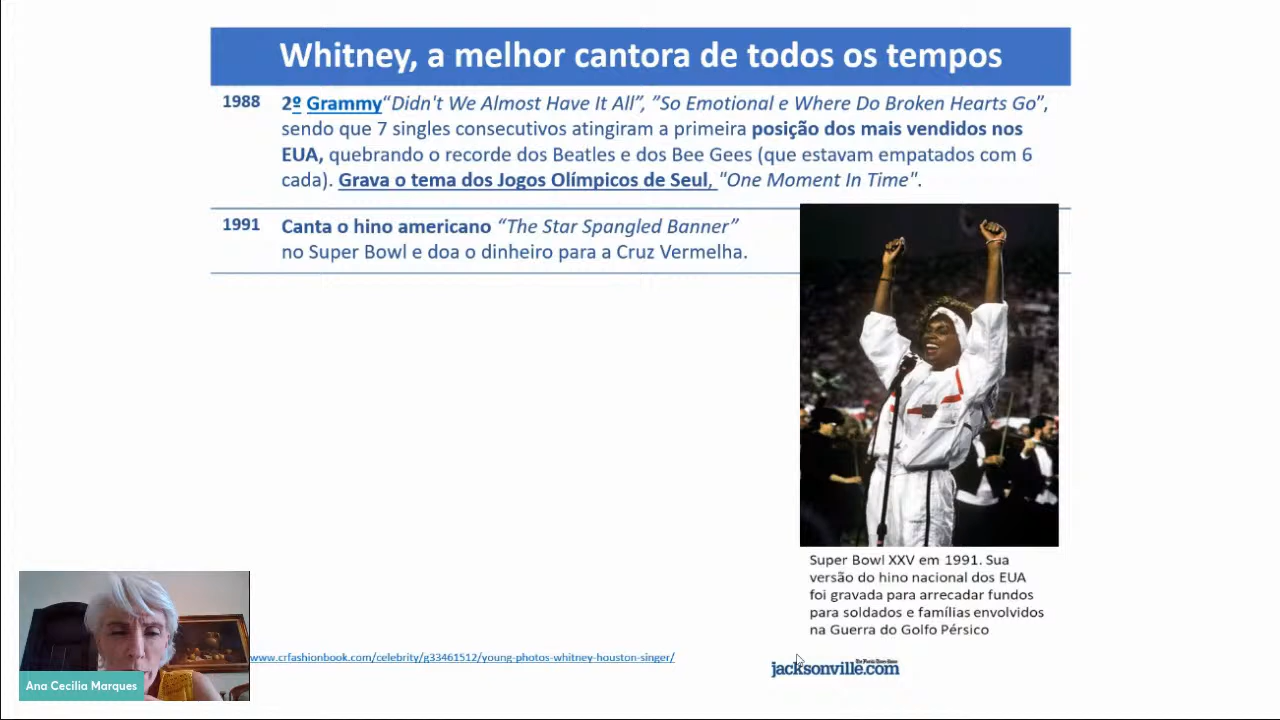 Whitney, a melhor cantora de todos os tempos
1988
2º Grammy“Didn't We Almost Have It All”, ”So Emotional e Where Do Broken Hearts Go”,
sendo que 7 singles consecutivos atingiram a primeira posição dos mais vendidos nos
EUA, quebrando o recorde dos Beatles e dos Bee Gees (que estavam empatados com 6
cada). Grava o tema dos Jogos Olímpicos de Seul, "One Moment In Time".
1991
Canta o hino americano “The Star Spangled Banner”
no Super Bowl e doa o dinheiro para a Cruz Vermelha.
Super Bowl XXV em 1991. Sua
versão do hino nacional dos EUA
foi gravada para arrecadar fundos
para soldados e famílias envolvidos
na Guerra do Golfo Pérsico
www.crfashionbook.com/celebrity/g33461512/young-photos-whitney-houston-singer/
jacksonville.com
Ana Cecilia Marques